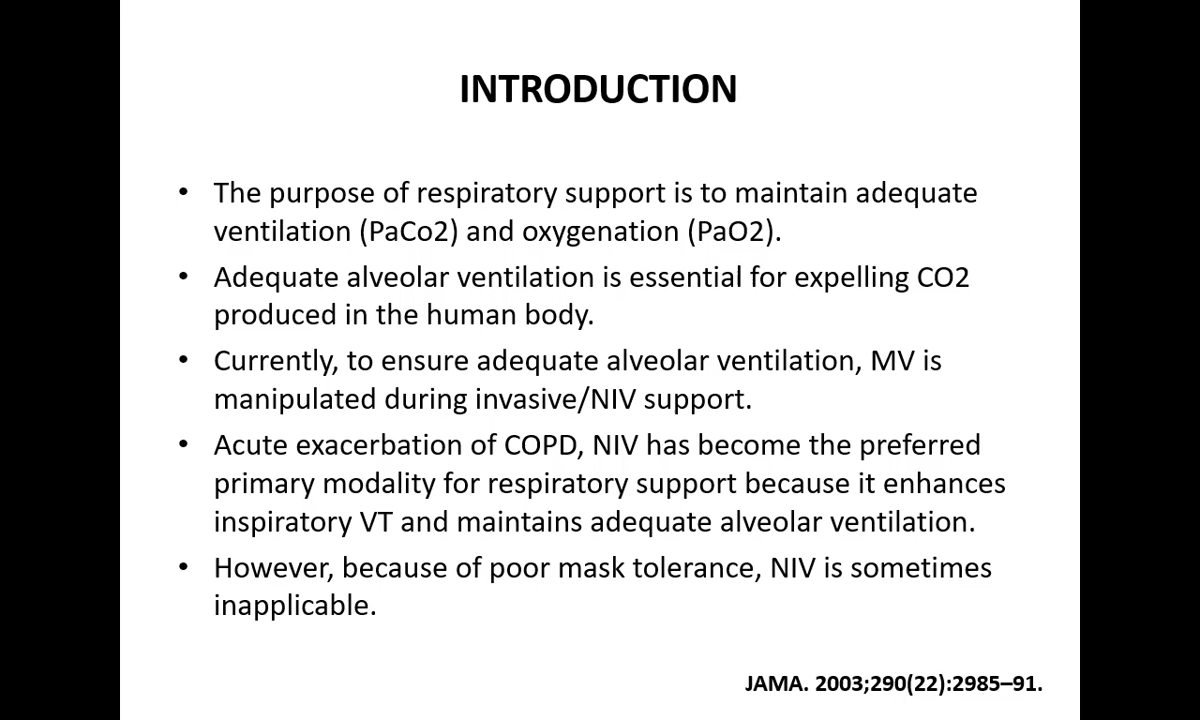 INTRODUCTION
• The purpose of respiratory support is to maintain adequate
ventilation (PaCo2) and oxygenation (PaO2).
• Adequate alveolar ventilation is essential for expelling CO2
produced in the human body.
• Currently, to ensure adequate alveolar ventilation, MV is
manipulated during invasive/NIV support.
• Acute exacerbation of COPD, NIV has become the preferred
primary modality for respiratory support because it enhances
inspiratory VT and maintains adequate alveolar ventilation.
• However, because of poor mask tolerance, NIV is sometimes
inapplicable.
JAMA. 2003;290(22):2985–91.